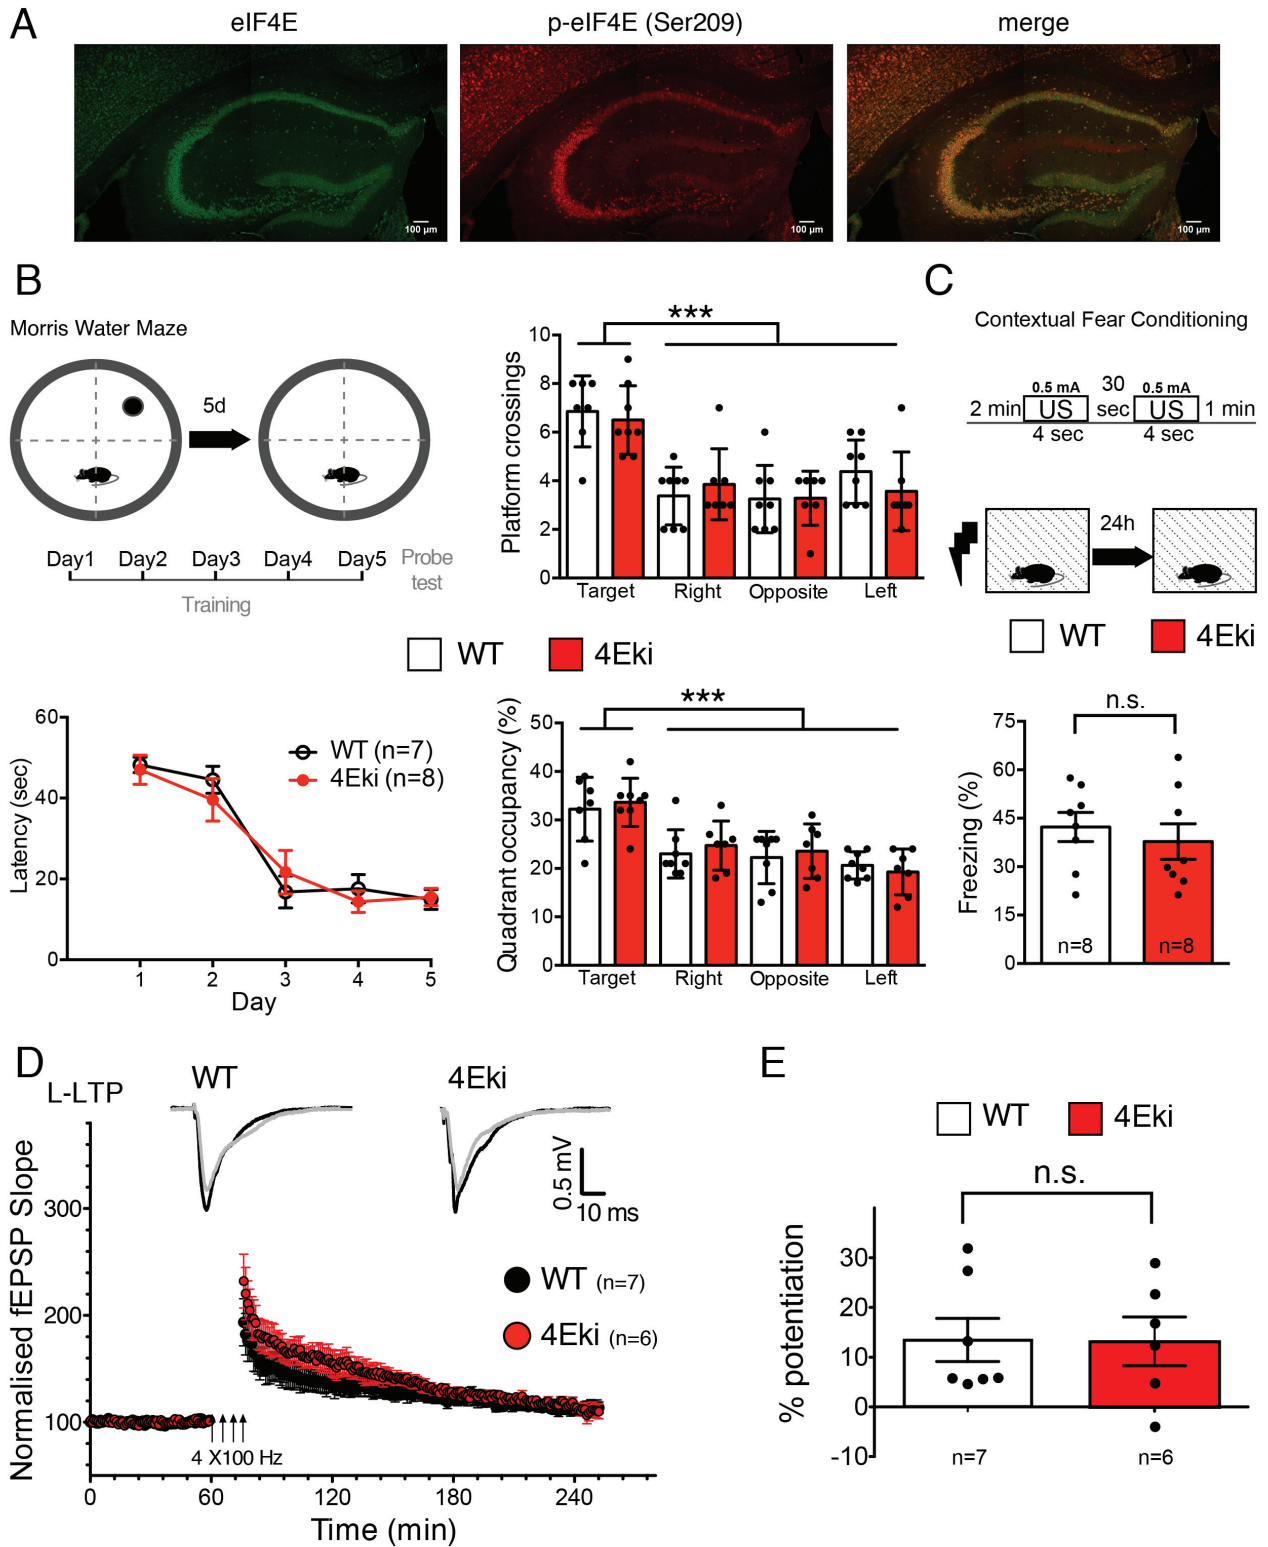 A
eIF4E
p-eIF4E (Ser209)
merge
100 µm
100 µm
100 µm
B
Morris Water Maze
5d
Day1 Day2 Day3 Day4 Day5 Probe test
Training
Platform crossings
***
10
8
6
4
2
0
Target Right Opposite Left
C
Contextual Fear Conditioning
2 min 0.5 mA US 4 sec 30 sec 0.5 mA US 4 sec 1 min
24h
WT 4Eki
WT 4Eki
Latency (sec)
60
40
20
0
WT (n=7)
4Eki (n=8)
1 2 3 4 5
Day
Quadrant occupancy (%)
***
50
40
30
20
10
0
Target Right Opposite Left
Freezing (%)
n.s.
75
60
45
30
15
0
n=8 n=8
D
L-LTP
WT 4Eki
0.5 mV
10 ms
Normalised fEPSP Slope
300
200
100
WT (n=7)
4Eki (n=6)
4 X100 Hz
0 60 120 180 240
Time (min)
E
WT 4Eki
n.s.
% potentiation
30
20
10
0
-10
n=7 n=6